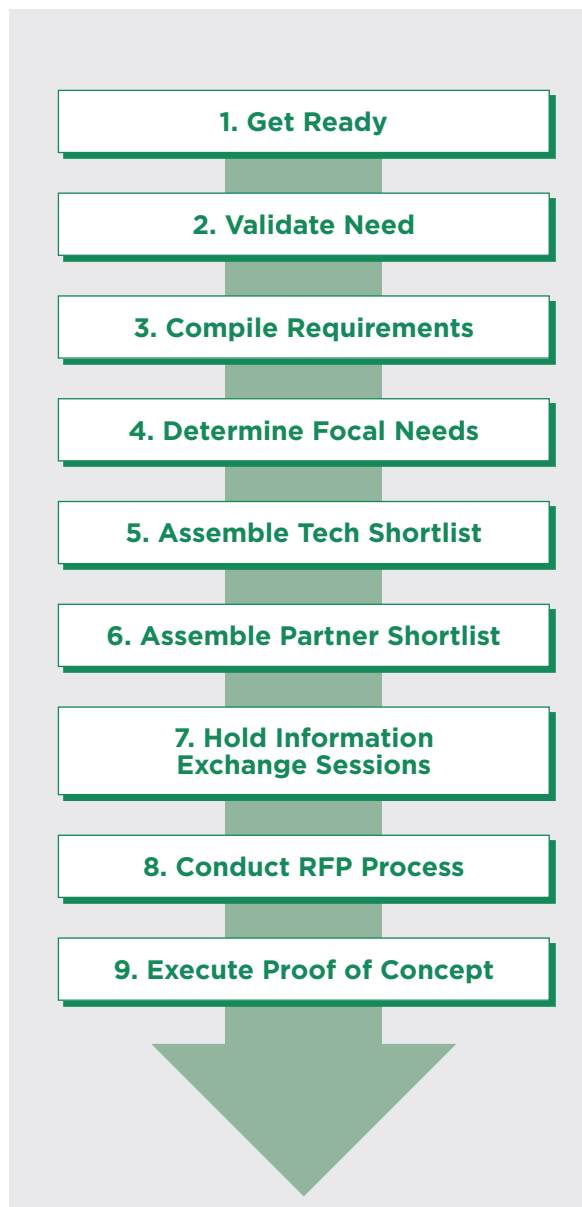 1. Get Ready
2. Validate Need
3. Compile Requirements
4. Determine Focal Needs
5. Assemble Tech Shortlist
6. Assemble Partner Shortlist
7. Hold Information
Exchange Sessions
8. Conduct RFP Process
9. Execute Proof of Concept